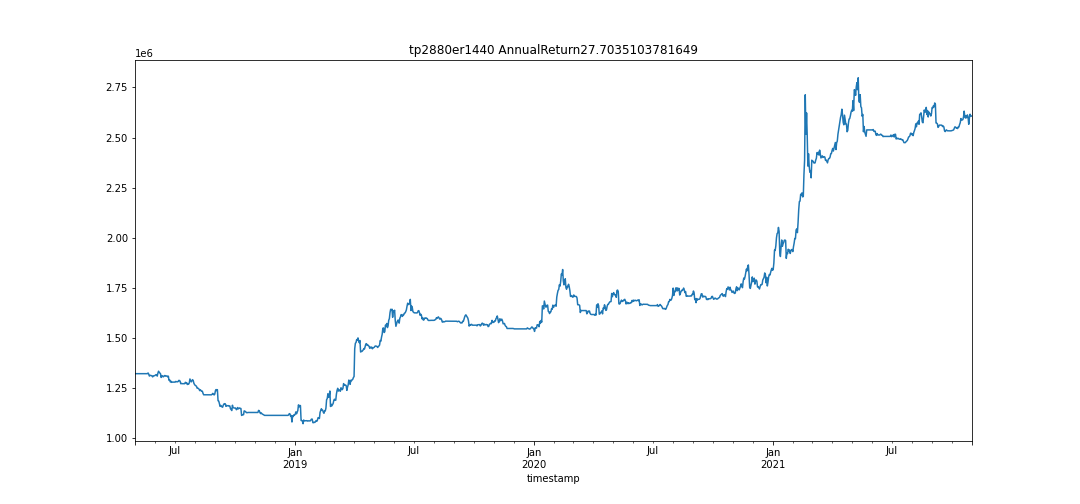 tp2880er1440 AnnualReturn27.7035103781649
1e6
2.75
2.50
2.25
2.00
1.75
1.50
1.25
1.00
Jul Jan Jul Jan Jul Jan Jul
2019 2020 2021
timestamp